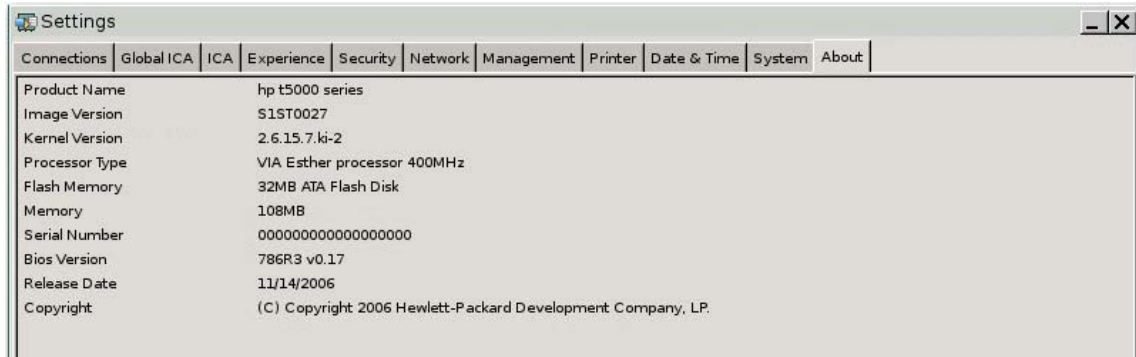 Settings
Connections Global ICA ICA Experience Security Network Management Printer Date & Time System About
Product Name hp t5000 series
Image Version S1ST0027
Kernel Version 2.6.15.7.ki-2
Processor Type VIA Esther processor 400MHz
Flash Memory 32MB ATA Flash Disk
Memory 108MB
Serial Number 000000000000000000
Bios Version 786R3 v0.17
Release Date 11/14/2006
Copyright (C) Copyright 2006 Hewlett-Packard Development Company, LP.